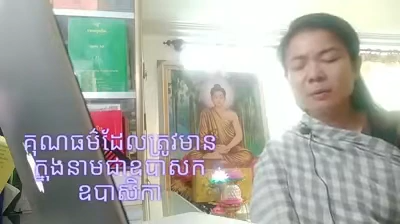 គុណធម៌ដែលត្រូវមាន
ក្នុងនាមជាឧបាសក
ឧបាសិកា